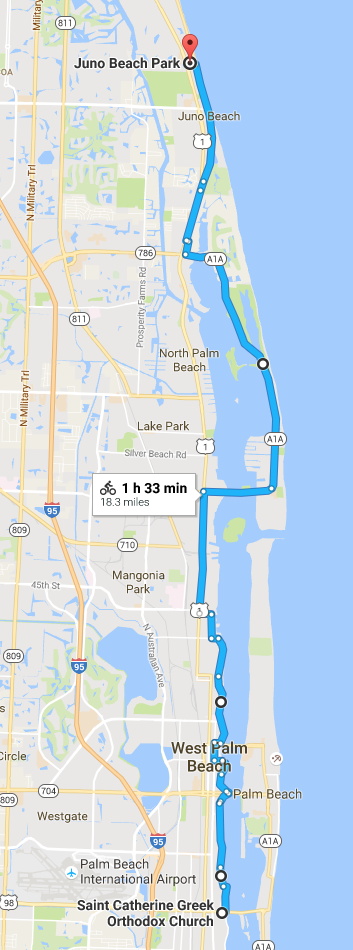 Military
811
OA
Juno Beach Park
Juno Beach
1
N Military Trl
786
A1A
Prosperity Farms Rd
811
North Palm
Beach
N Military Trl
Lake Park
A1A
1
Silver Beach Rd
1 h 33 min
18.3 miles
95
809
710
Mangonia
Park
45th St
N Australian Ave
809
95
West Palm
Beach
Circle
704
Palm Beach
809
Westgate
95
A1A
Palm Beach
International Airport
98
Saint Catherine Greek
Orthodox Church